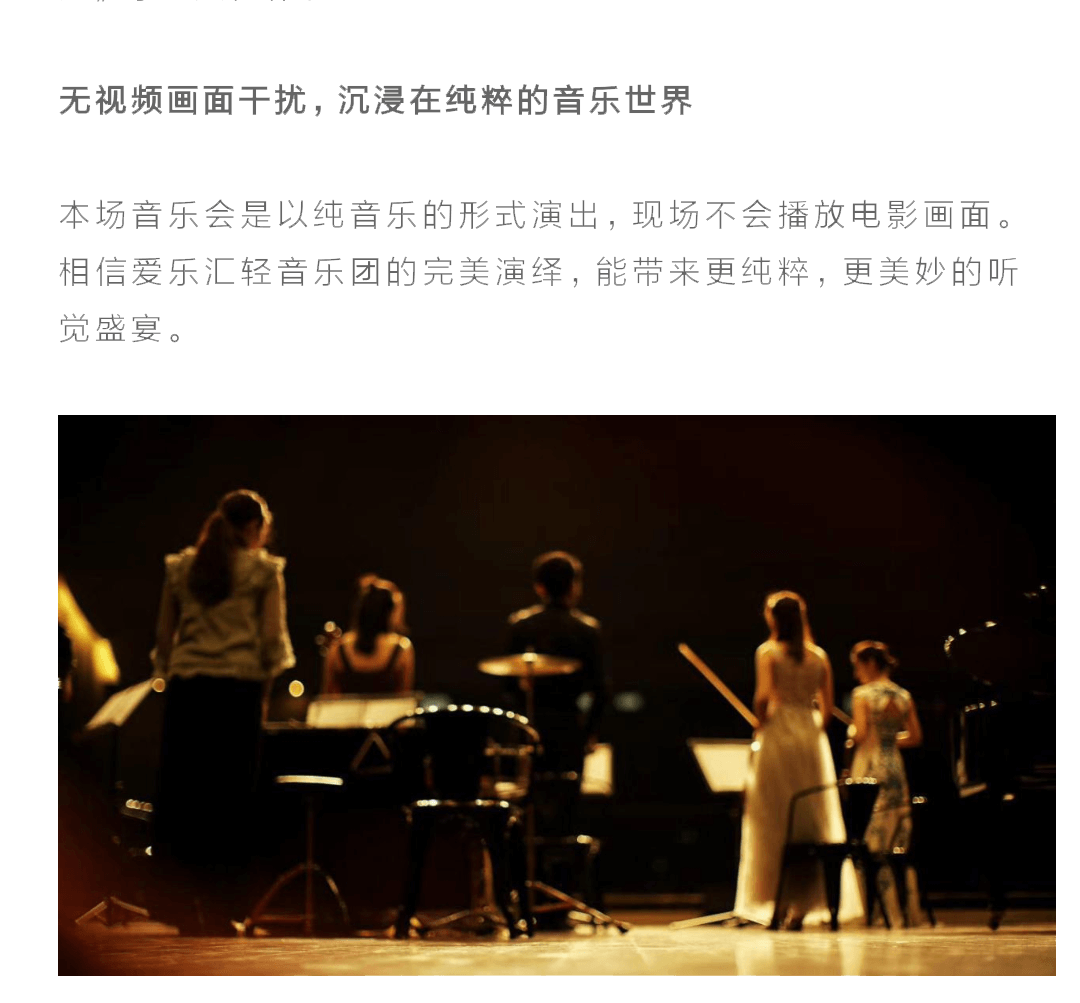 无视频画面干扰，沉浸在纯粹的音乐世界
本场音乐会是以纯音乐的形式演出，现场不会播放电影画面。
相信爱乐汇轻音乐团的完美演绎，能带来更纯粹，更美妙的听
觉盛宴。